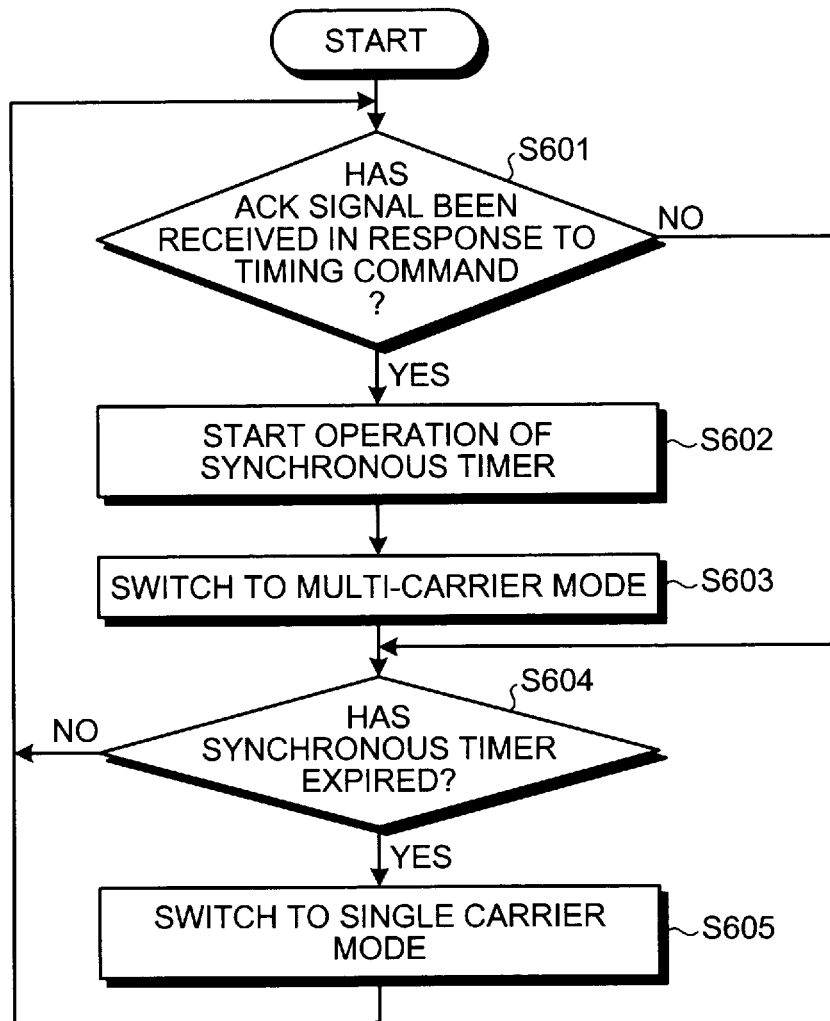 START
S601
HAS
ACK SIGNAL BEEN
RECEIVED IN RESPONSE TO
TIMING COMMAND
?
NO
YES
START OPERATION OF
SYNCHRONOUS TIMER
S602
SWITCH TO MULTI-CARRIER MODE
S603
S604
NO
HAS
SYNCHRONOUS TIMER
EXPIRED?
YES
SWITCH TO SINGLE CARRIER
MODE
S605